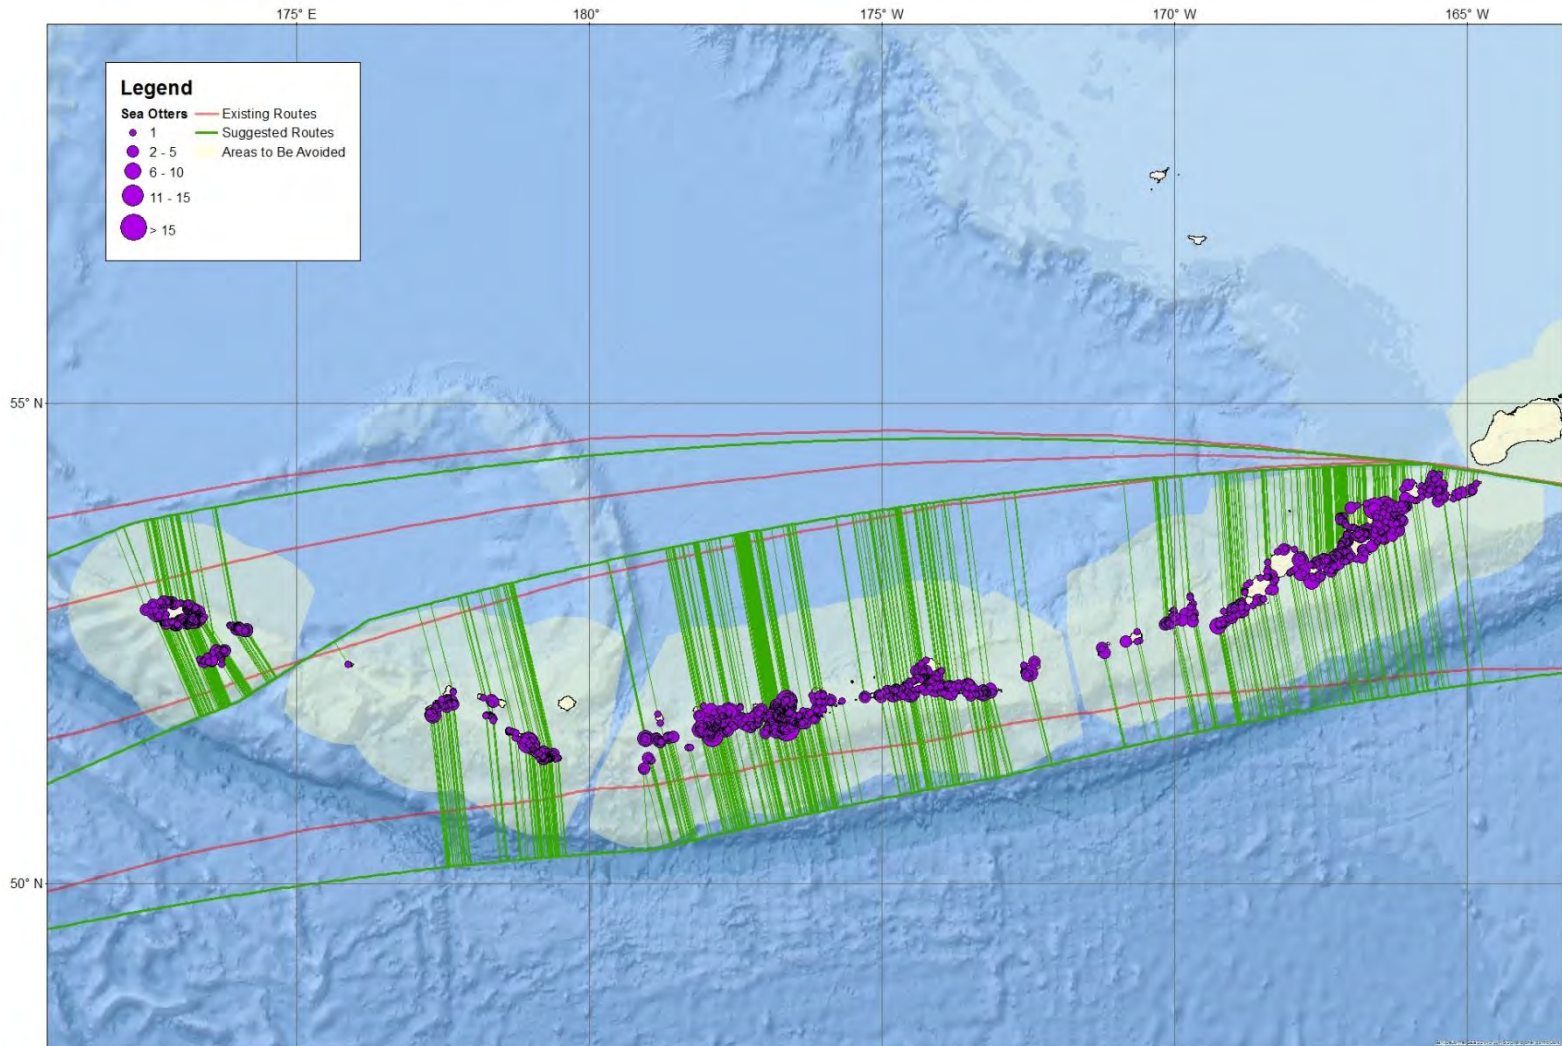 175° E 180° 175° W 170° W 165° W
Legend
Sea Otters
1
2 - 5
6 - 10
11 - 15
> 15
Existing Routes
Suggested Routes
Areas to Be Avoided
55° N
50° N